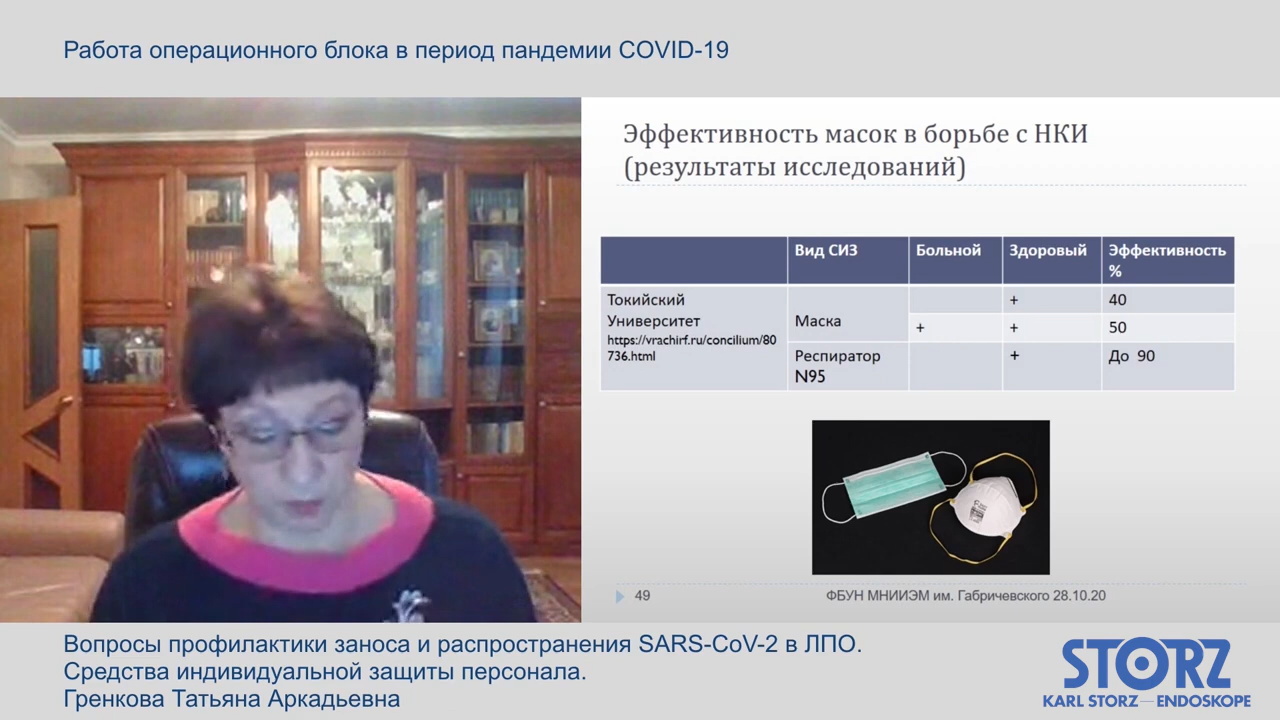 Работа операционного блока в период пандемии COVID-19
Эффективность масок в борьбе с НКИ
(результаты исследований)
Вид СИЗ
Больной
Здоровый
Эффективность
%
Токийский
Университет
https://vrachirf.ru/concilium/80
736.html
Маска
+
40
+
+
50
Респиратор
N95
+
До 90
49
ФБУН МНИИЭМ им. Габричевского 28.10.20
Вопросы профилактики заноса и распространения SARS-CoV-2 в ЛПО.
Средства индивидуальной защиты персонала.
Гренкова Татьяна Аркадьевна
STORZ
KARL STORZ—ENDOSKOPE